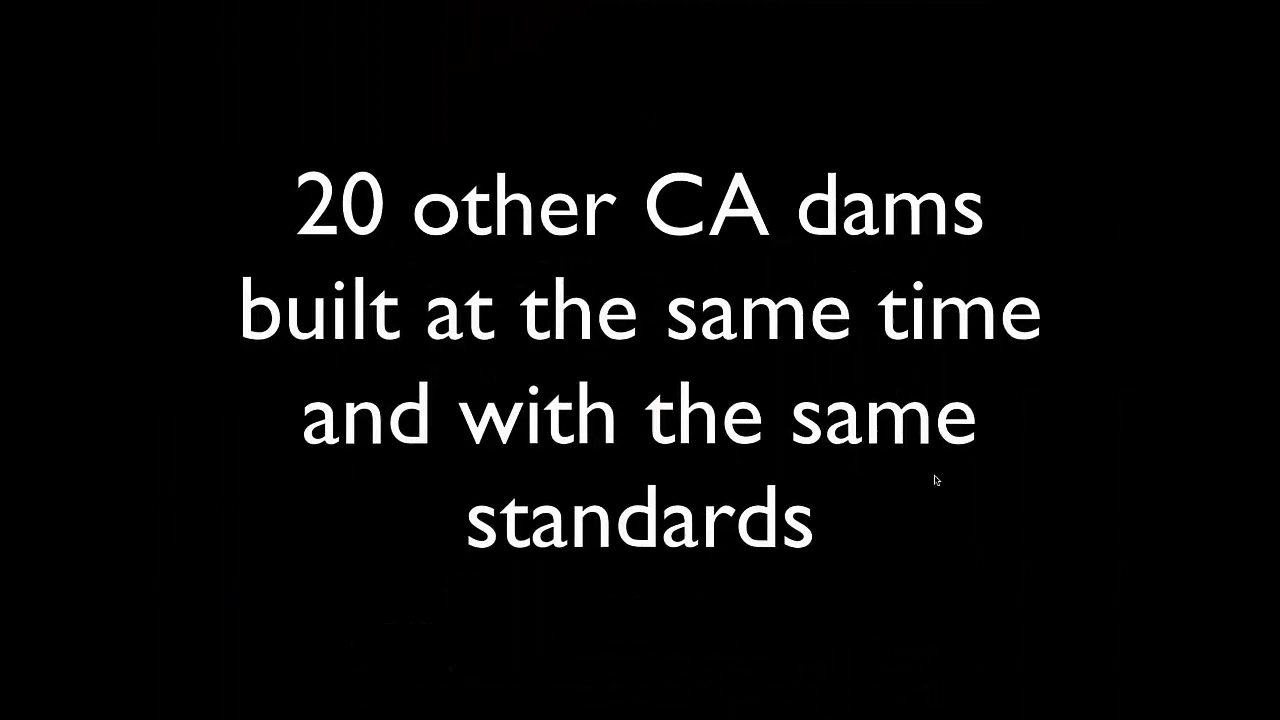 20 other CA dams
built at the same time
and with the same
standards